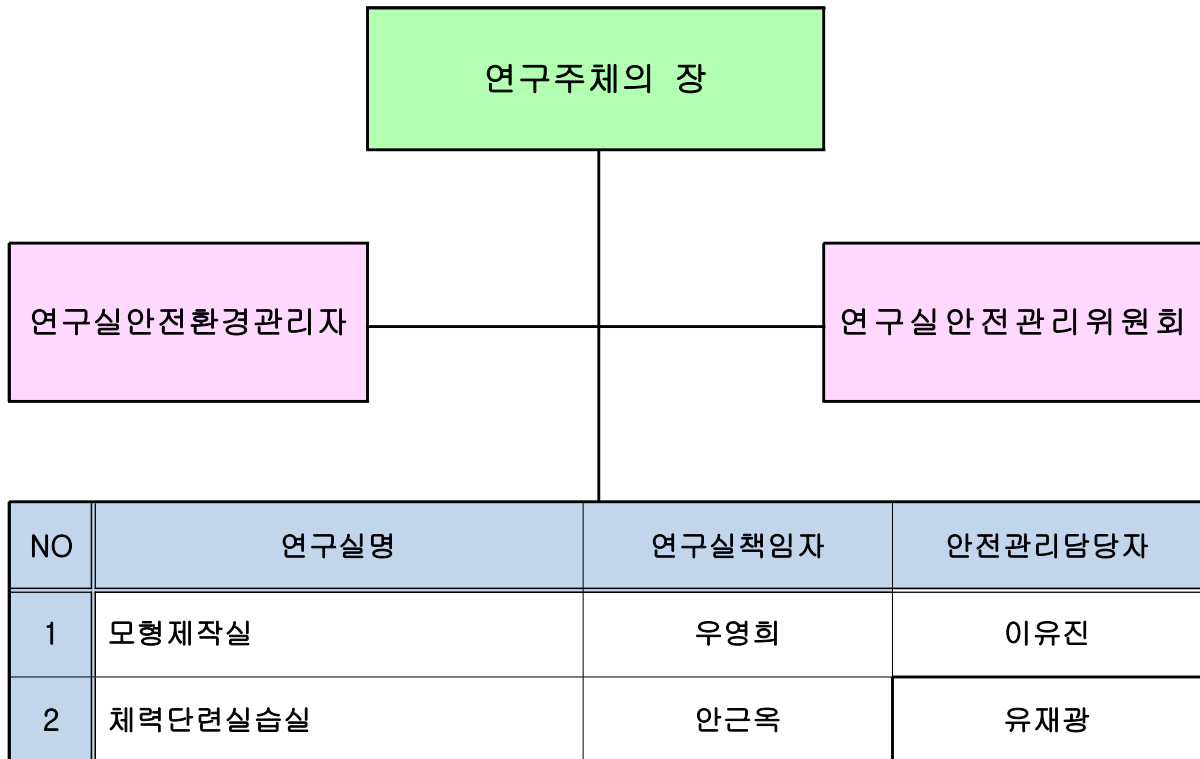 연구주체의 장
연구실안전환경관리자
연구실안전관리위원회
NO 연구실명 연구실책임자 안전관리담당자
1 모형제작실 우영희 이유진
2 체력단련실습실 안근옥 유재광